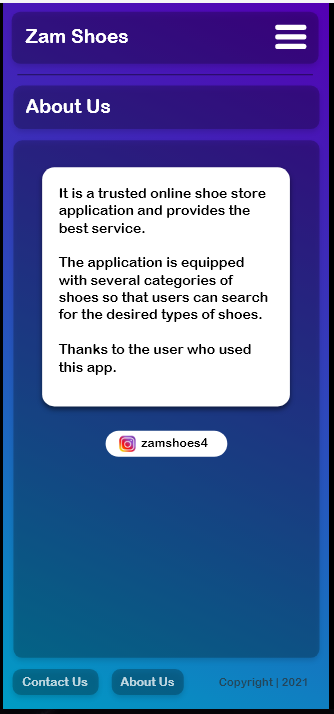 Zam Shoes
About Us
It is a trusted online shoe store
application and provides the
best service.
The application is equipped
with several categories of
shoes so that users can search
for the desired types of shoes.
Thanks to the user who used
this app.
zamshoes4
Contact Us
About Us
Copyright | 2021